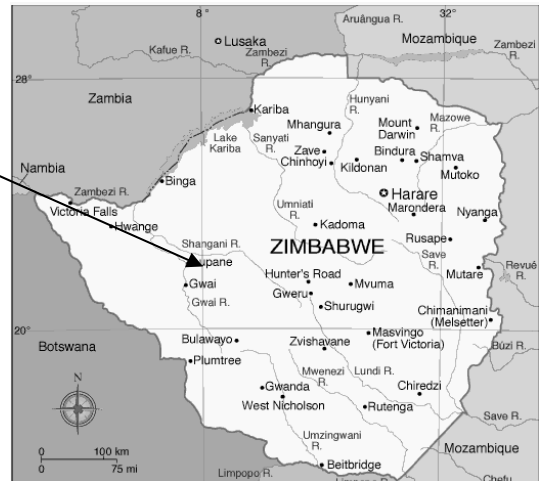 8
32
Aruângua R.
Lusaka
Zambezi
R.
Mozambique
Kafue R.
Zambezi
R.
28
Zambia
Hunyani
R.
Kariba
Mazowe
R.
Mhangura
Mount
Darwin
Lake
Kariba
Sanyati
R.
Zave
Bindura
Shamva
Chinhoyi
Kildonan
Mutoko
Nambia
Binga
Zambezi R.
Harare
Victoria Falls
Umniati
R.
Marondera
Nyanga
Hwange
Kadoma
Shangani R.
ZIMBABWE
Rusape
Save
R.
upane
Mutare
Revué
R.
Hunter's Road
Gwai
Mvuma
Gwai R.
Gweru
Shurugwi
Chimanimani
(Melsetter)
20
Bulawayo
Zvishavane
Masvingo
(Fort Victoria)
Búzi R.
Botswana
Plumtree
Mwenezi
R.
Lundi R.
N
Gwanda
Chiredzi
West Nicholson
Rutenga
Save R.
Umzingwani
R.
Mozambique
0
100 km
0
75 mi
Beitbridge
Limpopo R.
Limpopo R.
Chefu